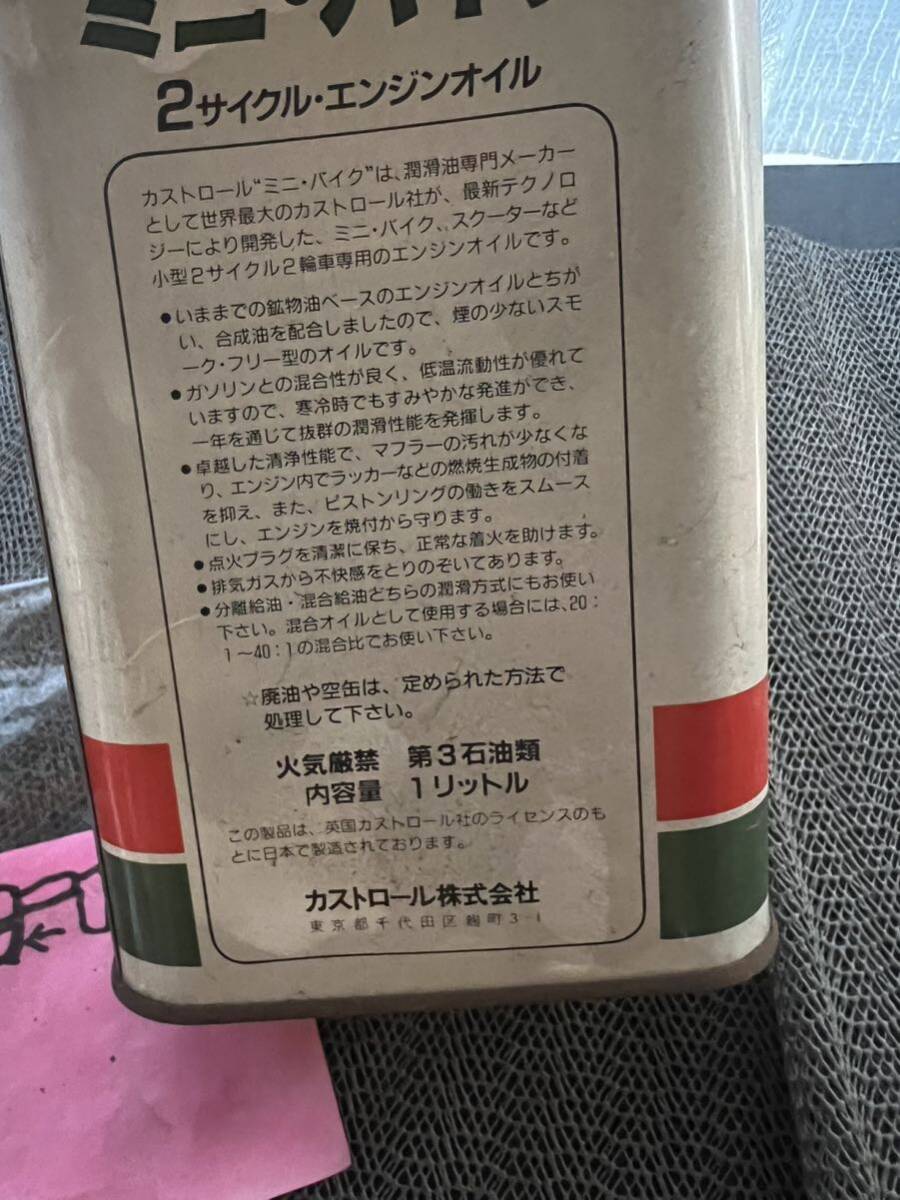 ミニ・バイク
2サイクル・エンジンオイル
カストロール“ミニ・バイク”は、潤滑油専門メーカー
として世界最大のカストロール社が、最新テクノロ
ジーにより開発した、ミニ・バイク、スクーターなど
小型2サイクル2輪車専用のエンジンオイルです。
●いままでの鉱物油ベースのエンジンオイルとちが
い、合成油を配合しましたので、煙の少ないスモ
ーク・フリー型のオイルです。
●ガソリンとの混合性が良く、低温流動性が優れて
いますので、寒冷時でもすみやかな発進ができ、
一年を通じて抜群の潤滑性能を発揮します。
●卓越した清浄性能で、マフラーの汚れが少なくな
り、エンジン内でラッカーなどの燃焼生成物の付着
を抑え、また、ピストンリングの働きをスムース
にし、エンジンを焼付から守ります。
●点火プラグを清潔に保ち、正常な着火を助けます。
●排気ガスから不快感をとりのぞいてあります。
●分離給油・混合給油どちらの潤滑方式にもお使い
下さい。混合オイルとして使用する場合には、20：
1〜40：1の混合比でお使い下さい。
☆廃油や空缶は、定められた方法で
処理して下さい。
火気厳禁　第3石油類
内容量　1リットル
この製品は、英国カストロール社のライセンスのも
とに日本で製造されております。
カストロール株式会社
東京都千代田区麹町3-1